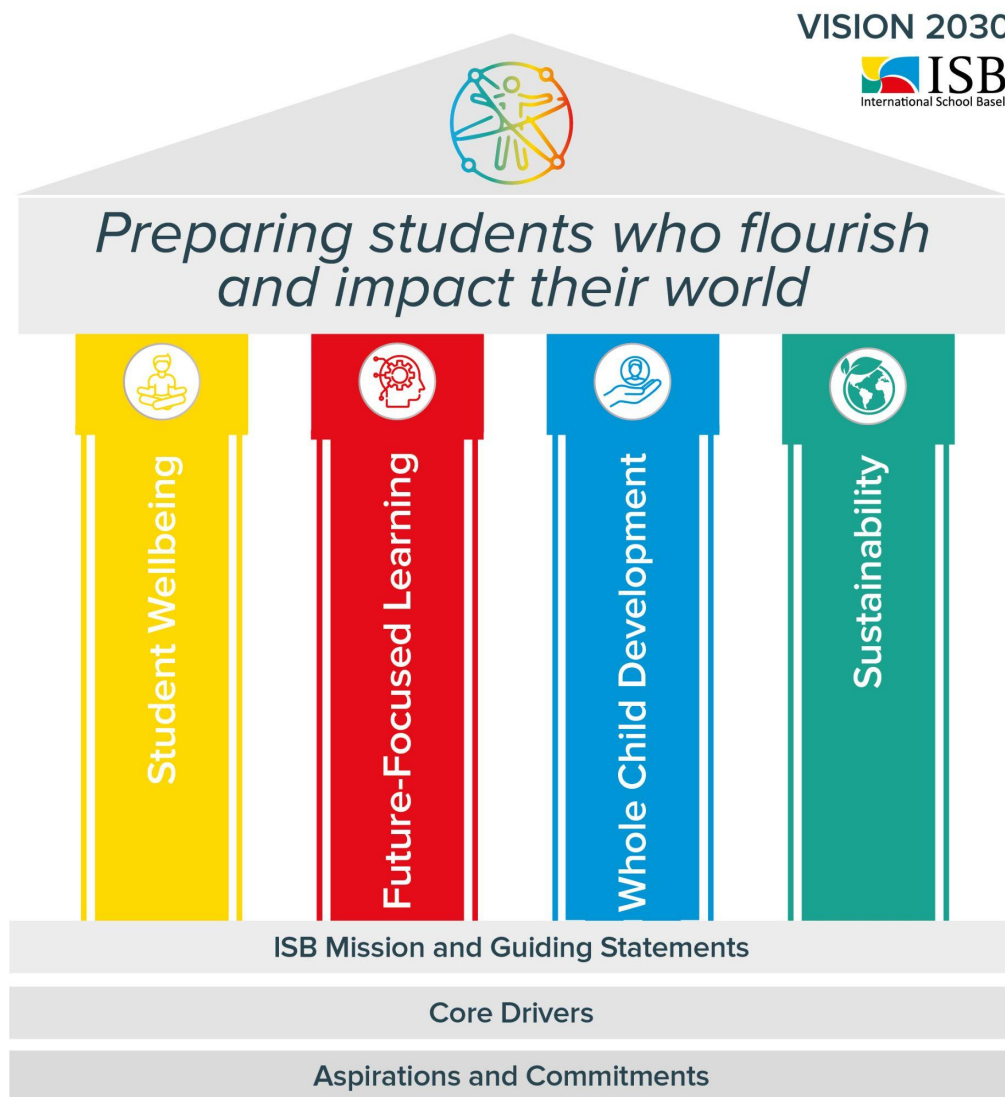 VISION 2030
ISB
International School Basel
Preparing students who flourish
and impact their world
Student Wellbeing
Future-Focused Learning
Whole Child Development
Sustainability
ISB Mission and Guiding Statements
Core Drivers
Aspirations and Commitments